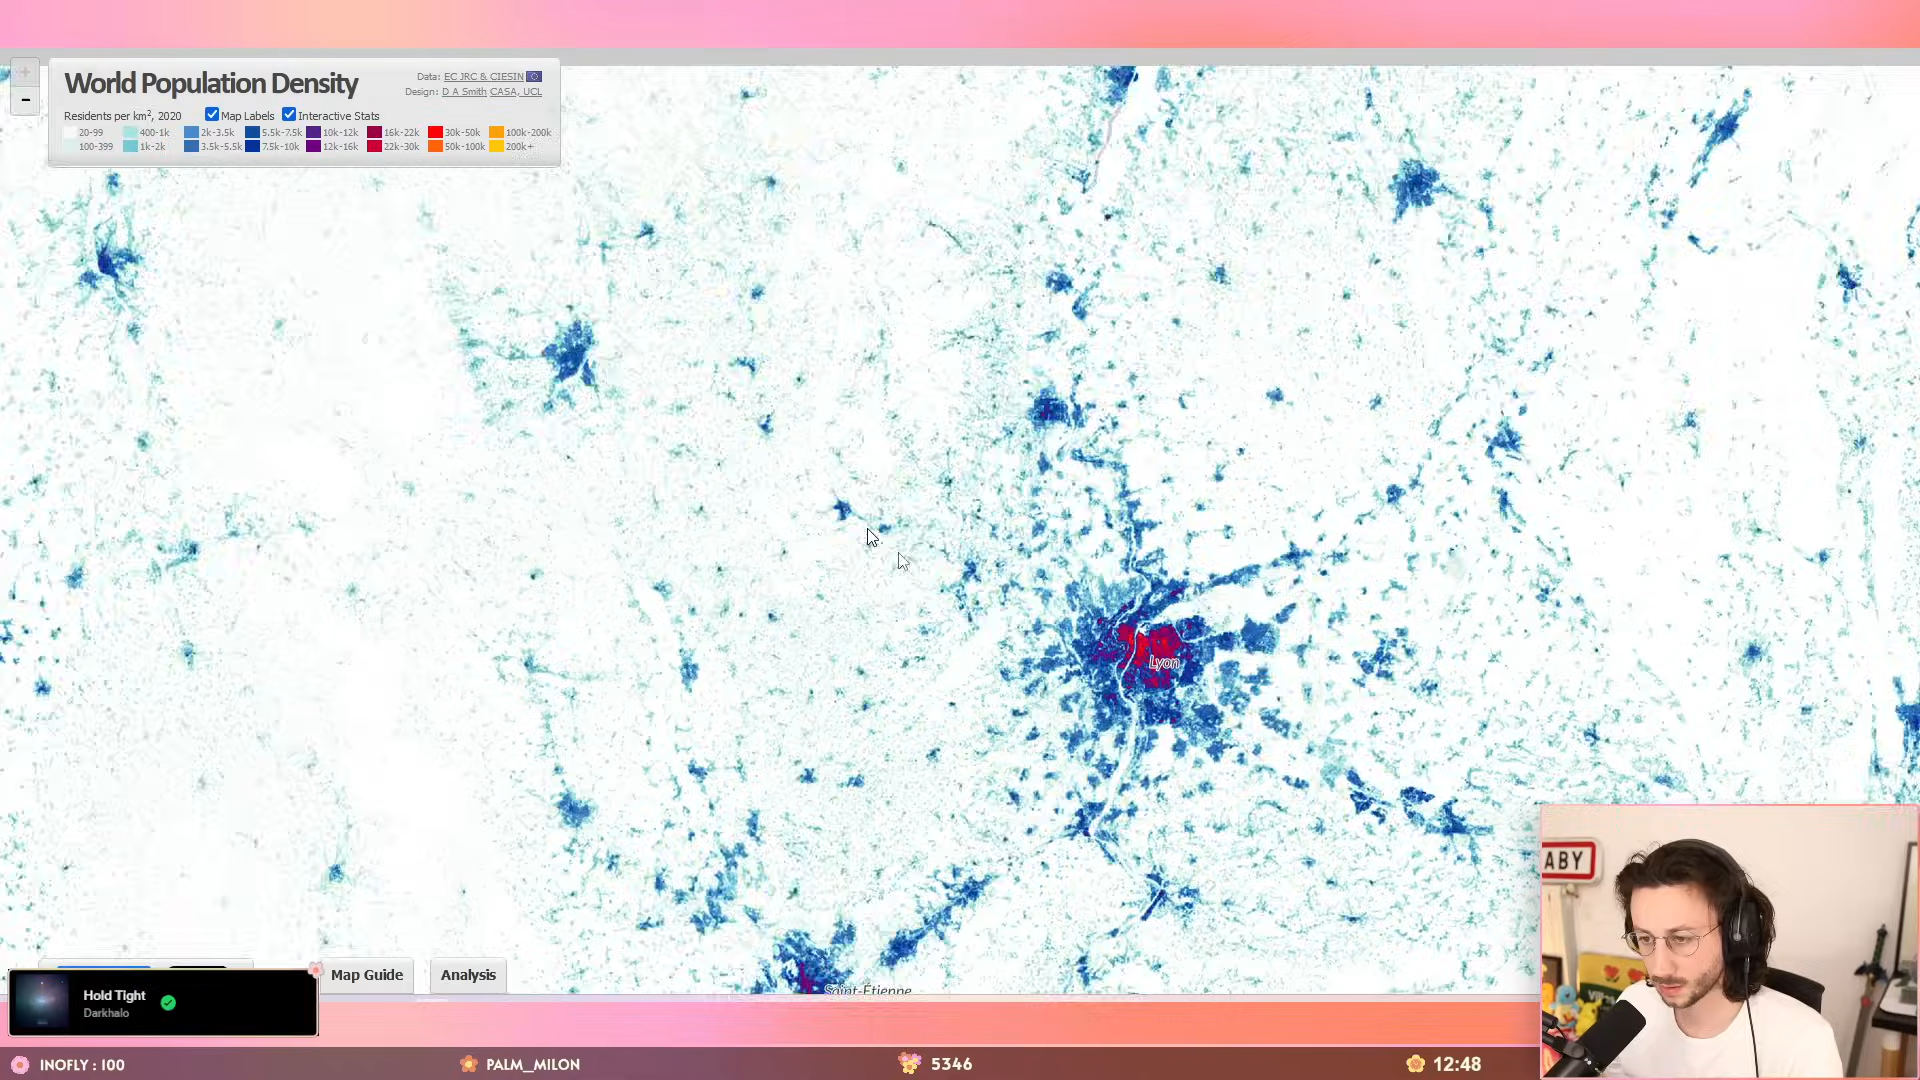 +
-
World Population Density
Data: EC JRC & CIESIN
Design: D A Smith CASA, UCL
Residents per km², 2020 Map Labels Interactive Stats
20-99 400-1k 2k-3.5k 5.5k-7.5k 10k-12k 16k-22k 30k-50k 100k-200k
100-399 1k-2k 3.5k-5.5k 7.5k-10k 12k-16k 22k-30k 50k-100k 200k+
Lyon
Saint-Étienne
Map Guide Analysis
Hold Tight
Darkhalo
ABY
INOFLY : 100 PALM_MILON 5346 12:48